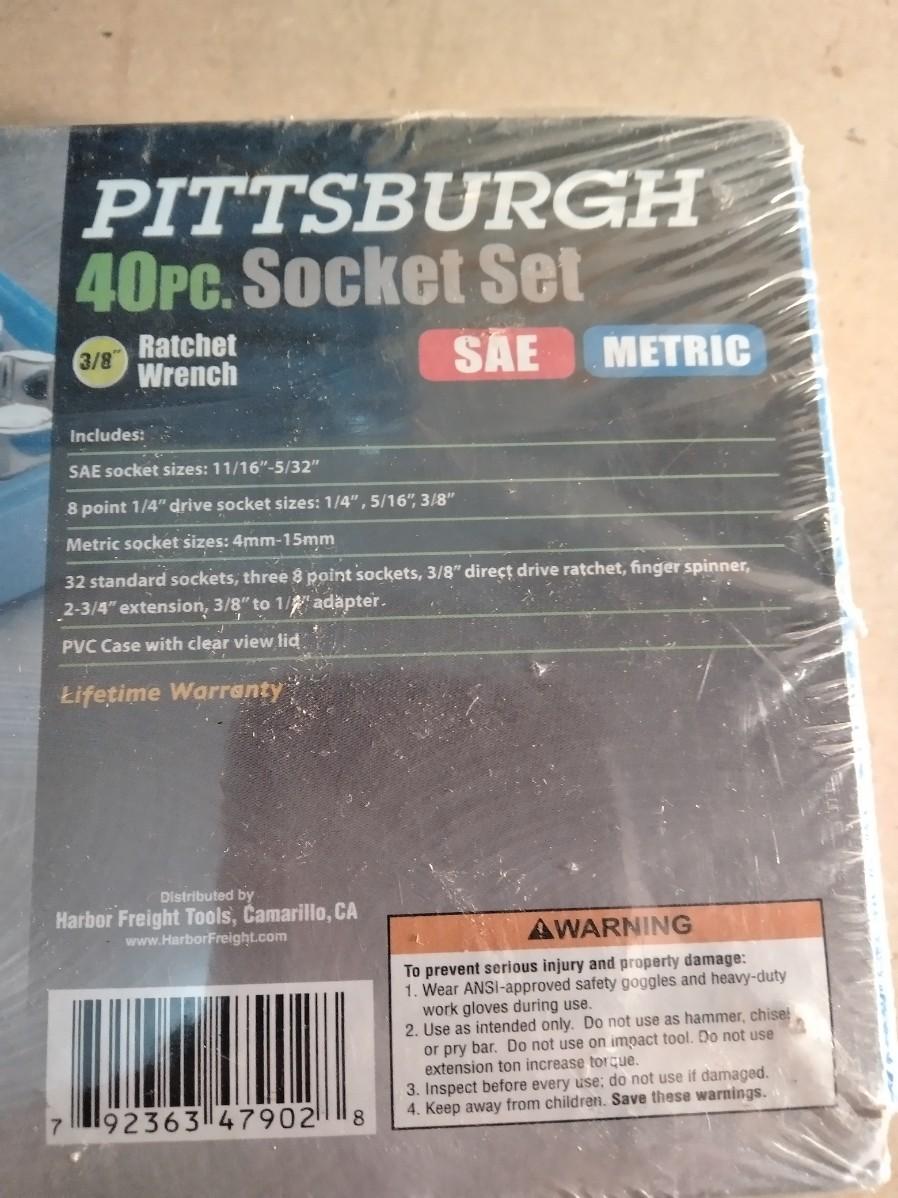 PITTSBURGH
40PC. Socket Set
3/8" Ratchet
Wrench
SAE METRIC
Includes:
SAE socket sizes: 11/16"-5/32"
8 point 1/4" drive socket sizes: 1/4" , 5/16", 3/8"
Metric socket sizes: 4mm-15mm
32 standard sockets, three 8 point sockets, 3/8" direct drive ratchet, finger spinner,
2-3/4" extension, 3/8" to 1/4" adapter.
PVC Case with clear view lid
Lifetime Warranty
Distributed by
Harbor Freight Tools, Camarillo, CA
www.HarborFreight.com
7 92363 47902 8
WARNING
To prevent serious injury and property damage:
1. Wear ANSI-approved safety goggles and heavy-duty
work gloves during use.
2. Use as intended only. Do not use as hammer, chisel
or pry bar. Do not use on impact tool. Do not use
extension ton increase torque.
3. Inspect before every use; do not use if damaged.
4. Keep away from children. Save these warnings.